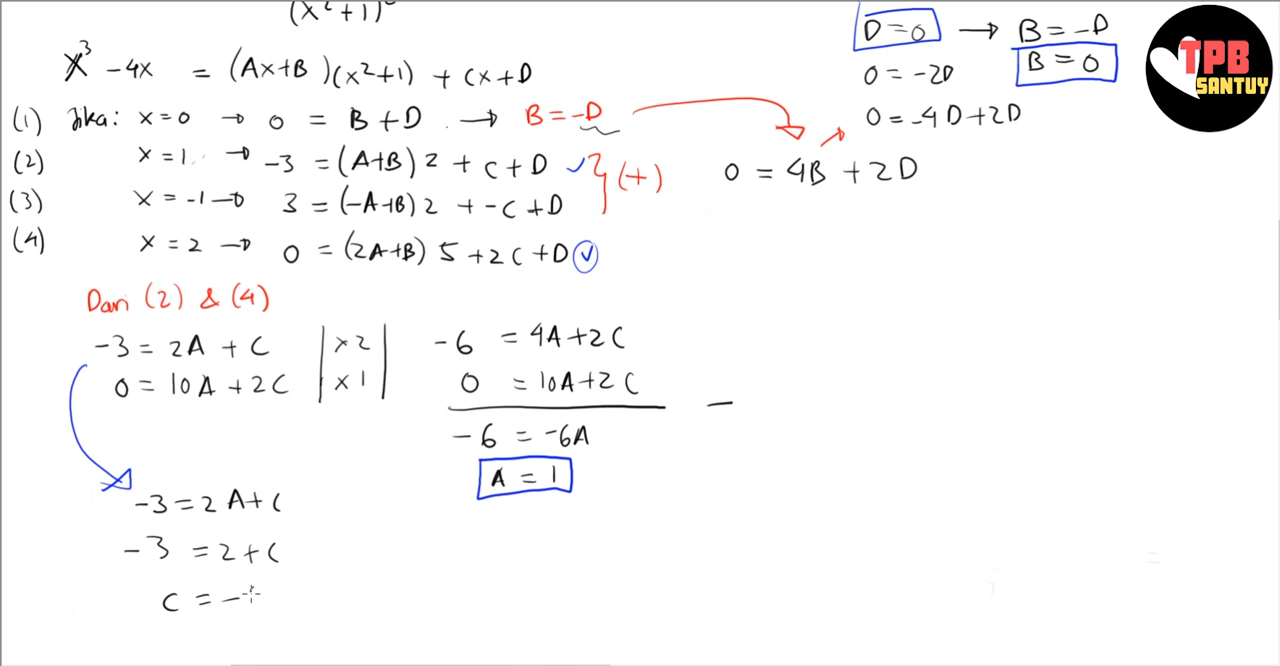 (x²+1)²
x³ - 4x = (Ax+B)(x²+1) + Cx+D
(1) Jika: x=0 → 0 = B+D → B=-D
(2) x=1 → -3 = (A+B)2 + C+D ✓ } (+)
(3) x=-1 → 3 = (-A+B)2 + -C+D
(4) x=2 → 0 = (2A+B)5 + 2C+D ✓
D=0 → B=-D
B=0
0=-2D
0=-4D+2D
0 = 4B + 2D
Dari (2) & (4)
-3 = 2A + C | x2 |
0 = 10A + 2C | x1 |
-6 = 4A+2C
0 = 10A+2C
-
-6 = -6A
A = 1
-3 = 2A+C
-3 = 2+C
C = -
TPB
SANTUY